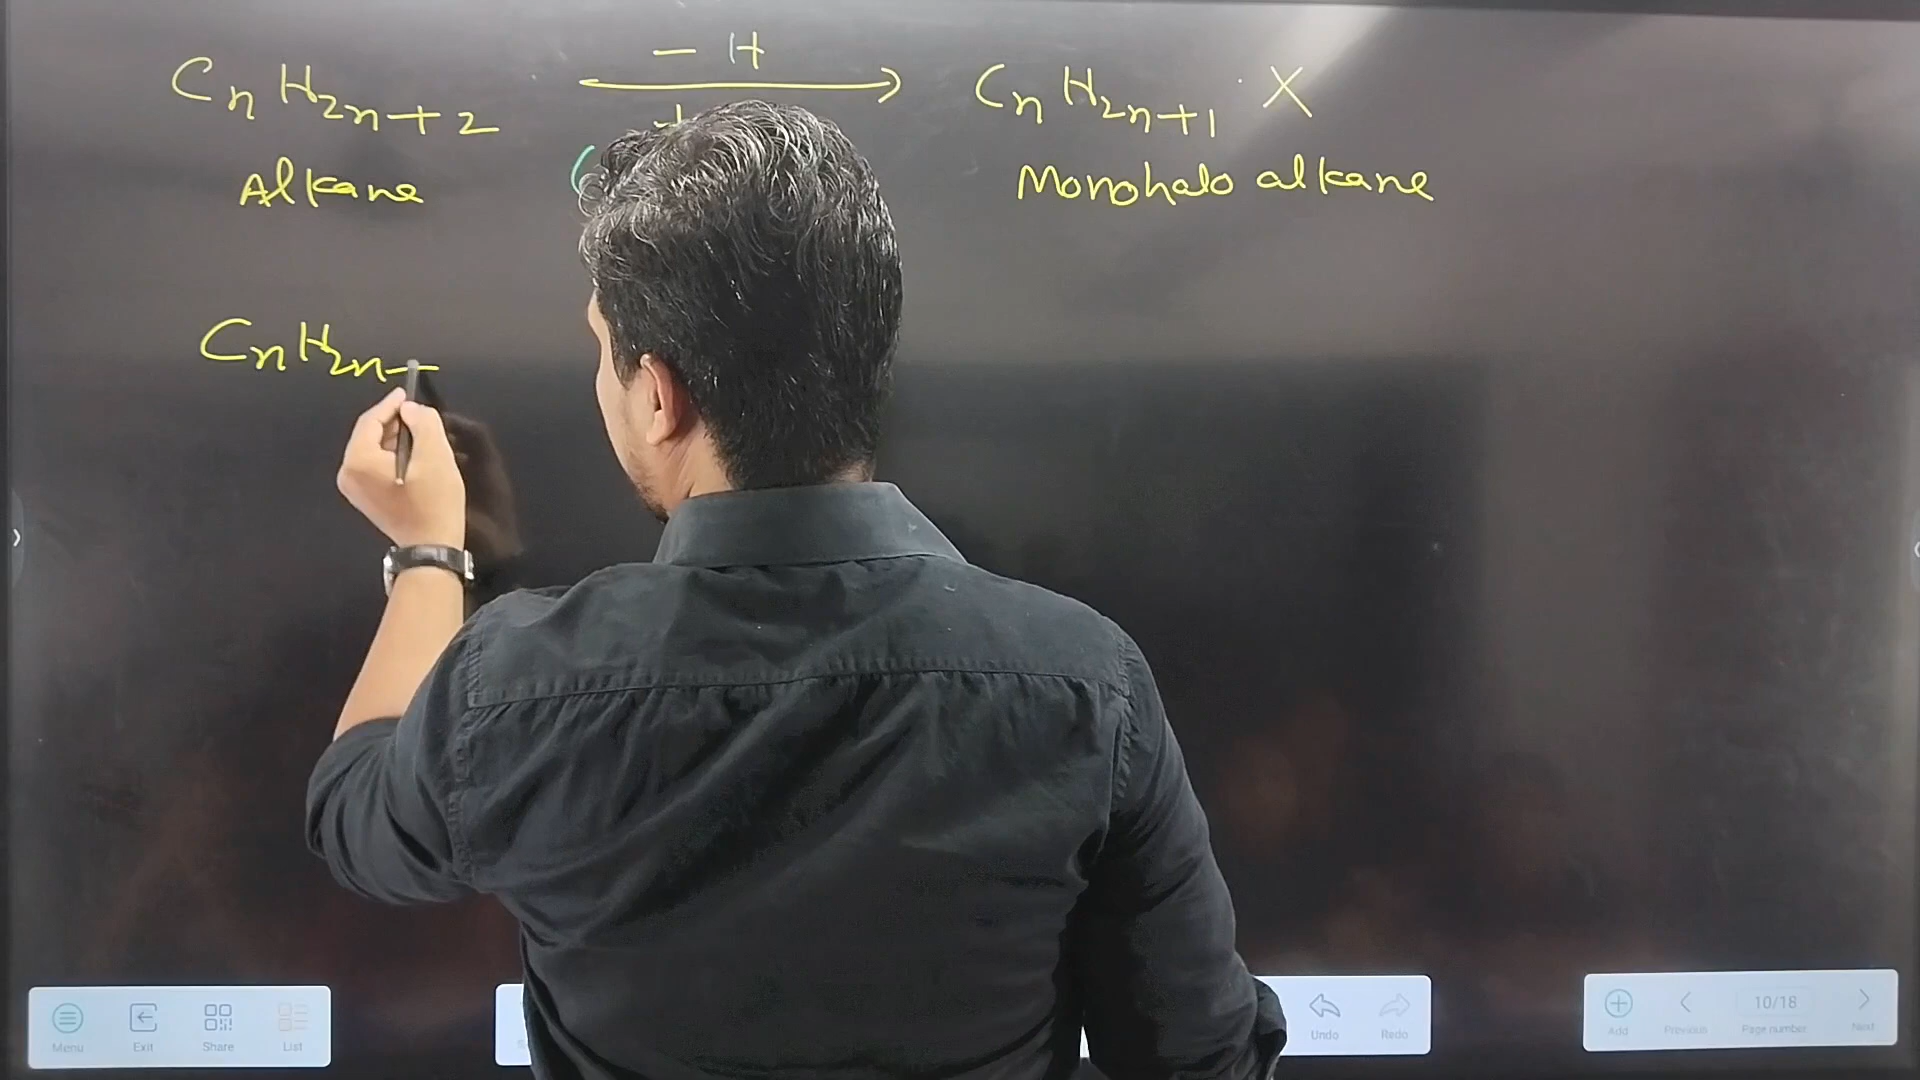 CnH2n+2 - H CnH2n+1 X
+
Alkane ( Monohalo alkane
CnH2n-
Menu Exit Share List Undo Redo Add Previous 10/18 Page number Next